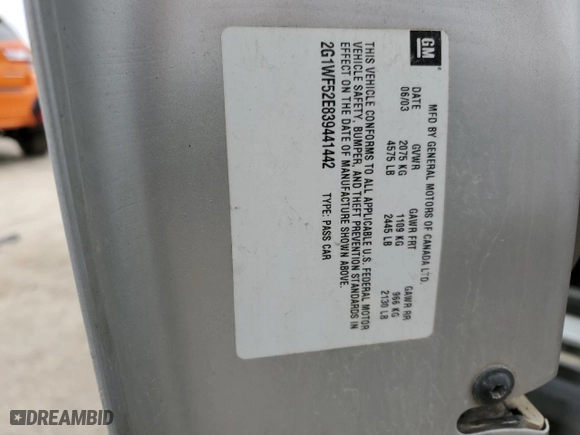 GM
MFD BY GENERAL MOTORS OF CANADA LTD.
DATE GVWR GAWR FRT GAWR RR
06/03 2075 KG 1109 KG 966 KG
4575 LB 2445 LB 2130 LB
THIS VEHICLE CONFORMS TO ALL APPLICABLE U.S. FEDERAL MOTOR
VEHICLE SAFETY, BUMPER, AND THEFT PREVENTION STANDARDS IN
EFFECT ON THE DATE OF MANUFACTURE SHOWN ABOVE.
2G1WF52E839441442 TYPE: PASS CAR
DREAMBID